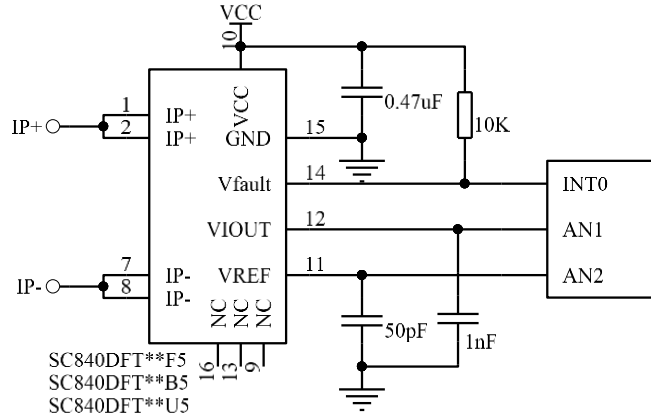 VCC
10
1
IP+
VCC
0.47uF
IP+
2
IP+
GND
15
10K
Vfault
14
INT0
VIOUT
12
AN1
7
IP-
VREF
11
AN2
IP-
8
IP-
NC
NC
NC
50pF
1nF
SC840DFT**F5
16
13
9
SC840DFT**B5
SC840DFT**U5